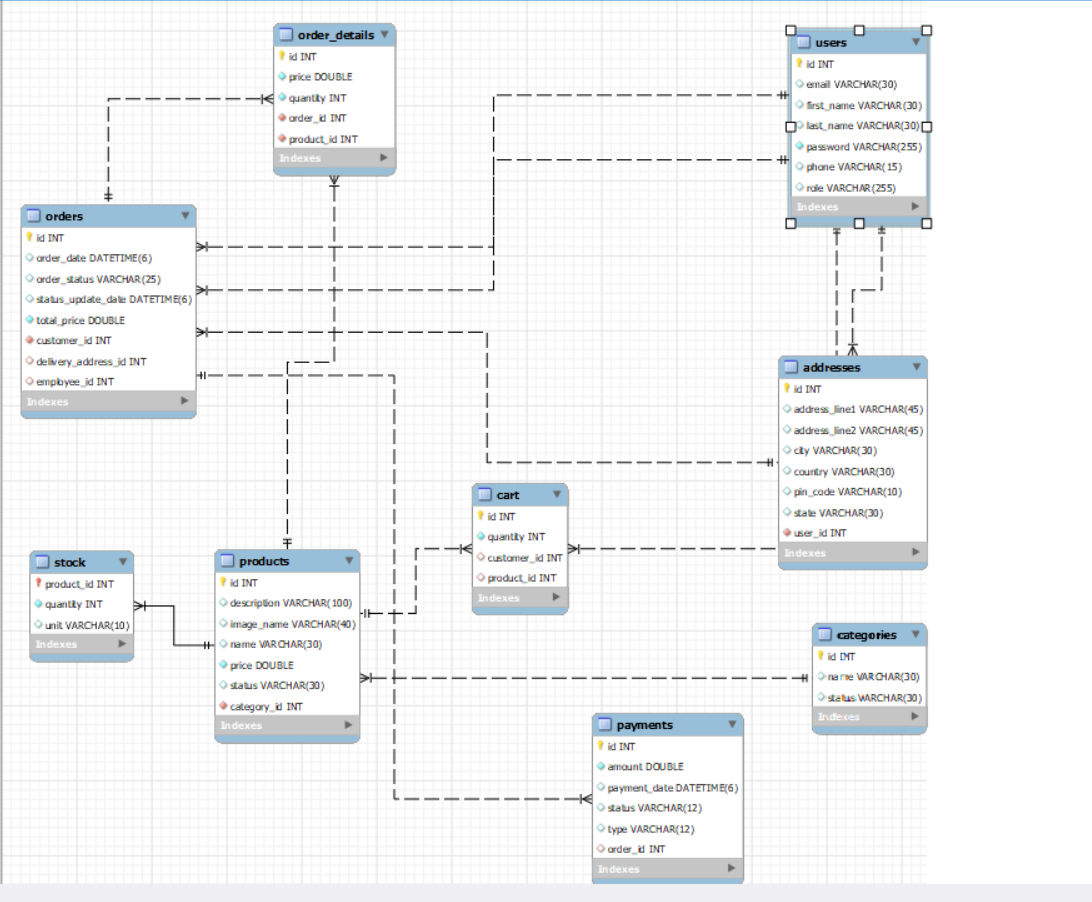 order_details
id INT
price DOUBLE
quantity INT
order_id INT
product_id INT
Indexes
users
id INT
email VARCHAR(30)
first_name VARCHAR(30)
last_name VARCHAR(30)
password VARCHAR(255)
phone VARCHAR(15)
role VARCHAR(255)
Indexes
orders
id INT
order_date DATETIME(6)
order_status VARCHAR(25)
status_update_date DATETIME(6)
total_price DOUBLE
customer_id INT
delivery_address_id INT
employee_id INT
Indexes
addresses
id INT
address_line1 VARCHAR(45)
address_line2 VARCHAR(45)
city VARCHAR(30)
country VARCHAR(30)
pin_code VARCHAR(10)
state VARCHAR(30)
user_id INT
Indexes
cart
id INT
quantity INT
customer_id INT
product_id INT
Indexes
stock
product_id INT
quantity INT
unit VARCHAR(10)
Indexes
products
id INT
description VARCHAR(100)
image_name VARCHAR(40)
name VARCHAR(30)
price DOUBLE
status VARCHAR(30)
category_id INT
Indexes
categories
id INT
name VARCHAR(30)
status VARCHAR(30)
Indexes
payments
id INT
amount DOUBLE
payment_date DATETIME(6)
status VARCHAR(12)
type VARCHAR(12)
order_id INT
Indexes